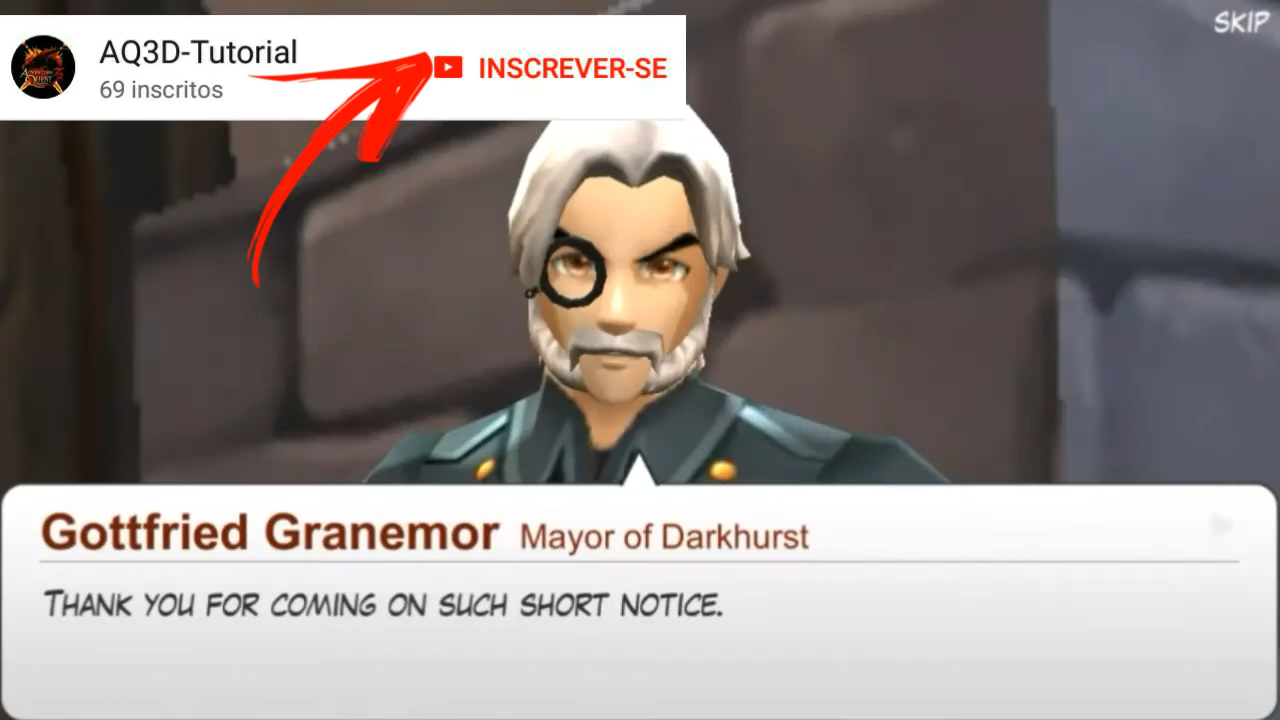 SKIP
AQ3D-Tutorial
69 inscritos
INSCREVER-SE
Gottfried Granemor Mayor of Darkhurst
THANK YOU FOR COMING ON SUCH SHORT NOTICE.